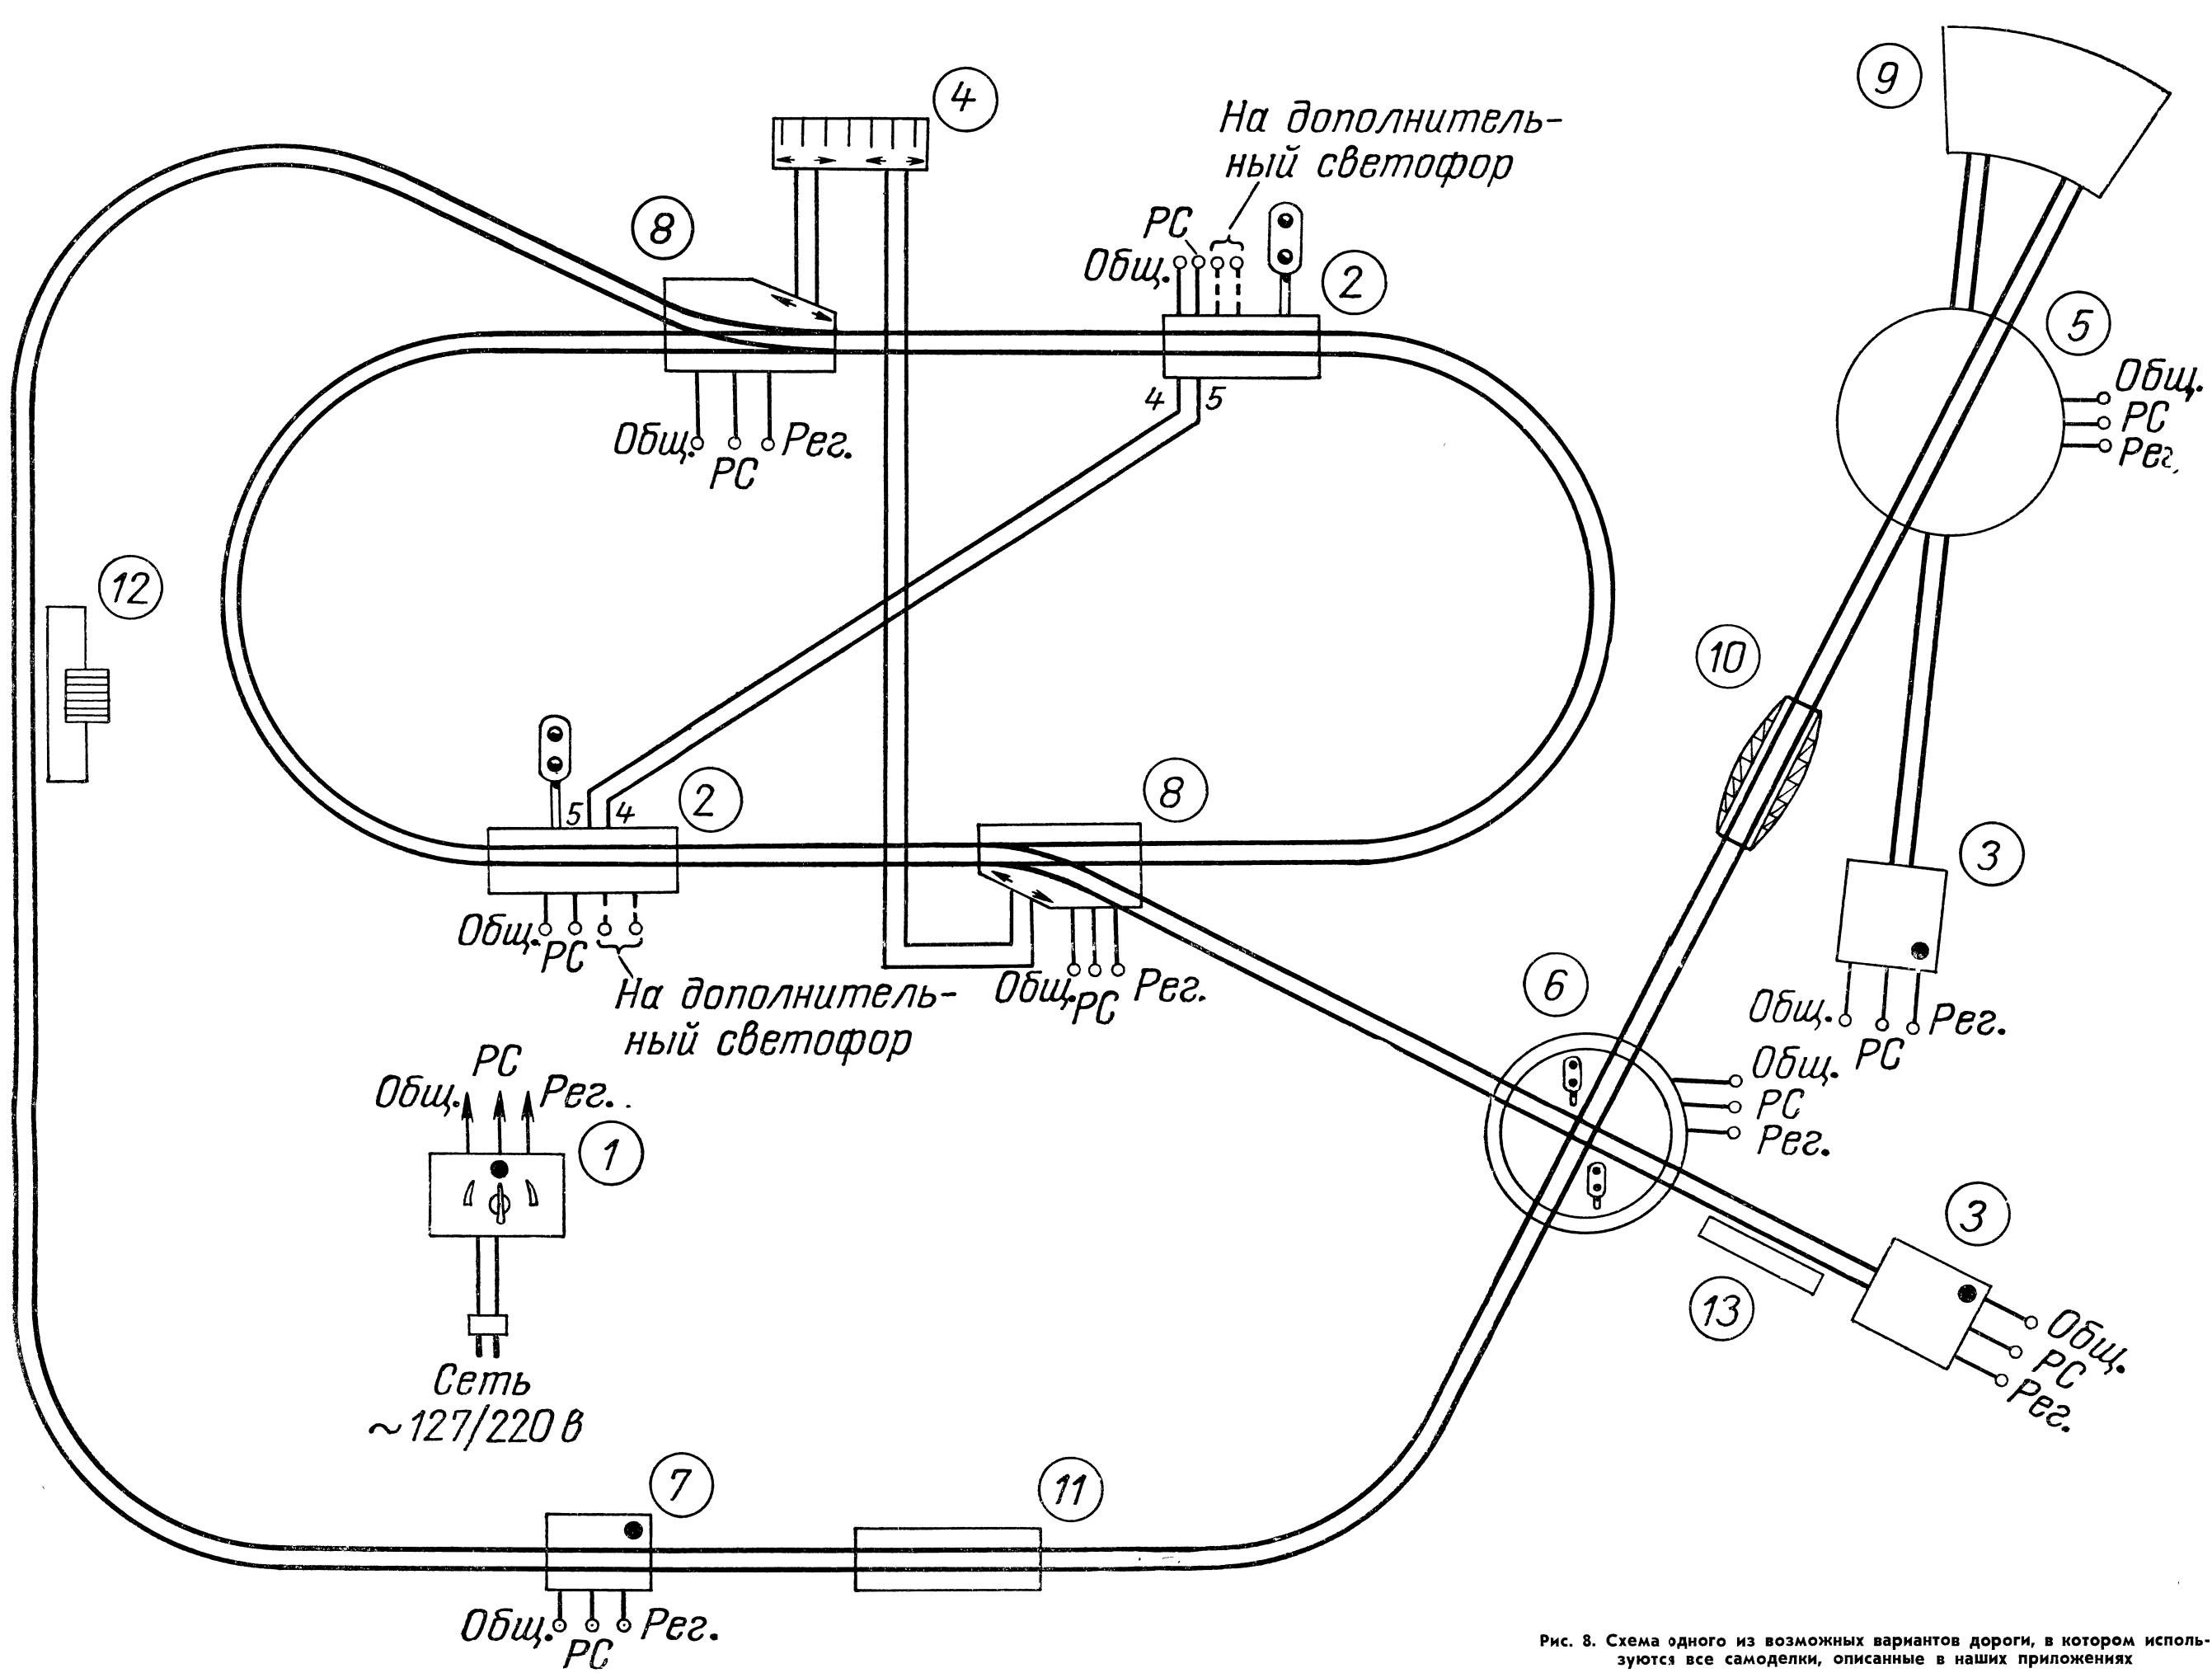 4
9
На дополнитель-
ный светофор
8
РС
Общ.
2
5
Общ.
РС
Рег.
4 5
Общ. Рег.
РС
12
10
5 4
2
8
3
Общ.
РС
На дополнитель-
ный светофор
Общ. Рег.
РС
6
Общ. Рег.
РС
РС
Общ. Рег.
1
Общ.
РС
Рег.
3
13
Общ.
РС
Рег.
Сеть
~127/220 в
7
11
Общ. Рег.
РС
Рис. 8. Схема одного из возможных вариантов дороги, в котором исполь-
зуются все самоделки, описанные в наших приложениях